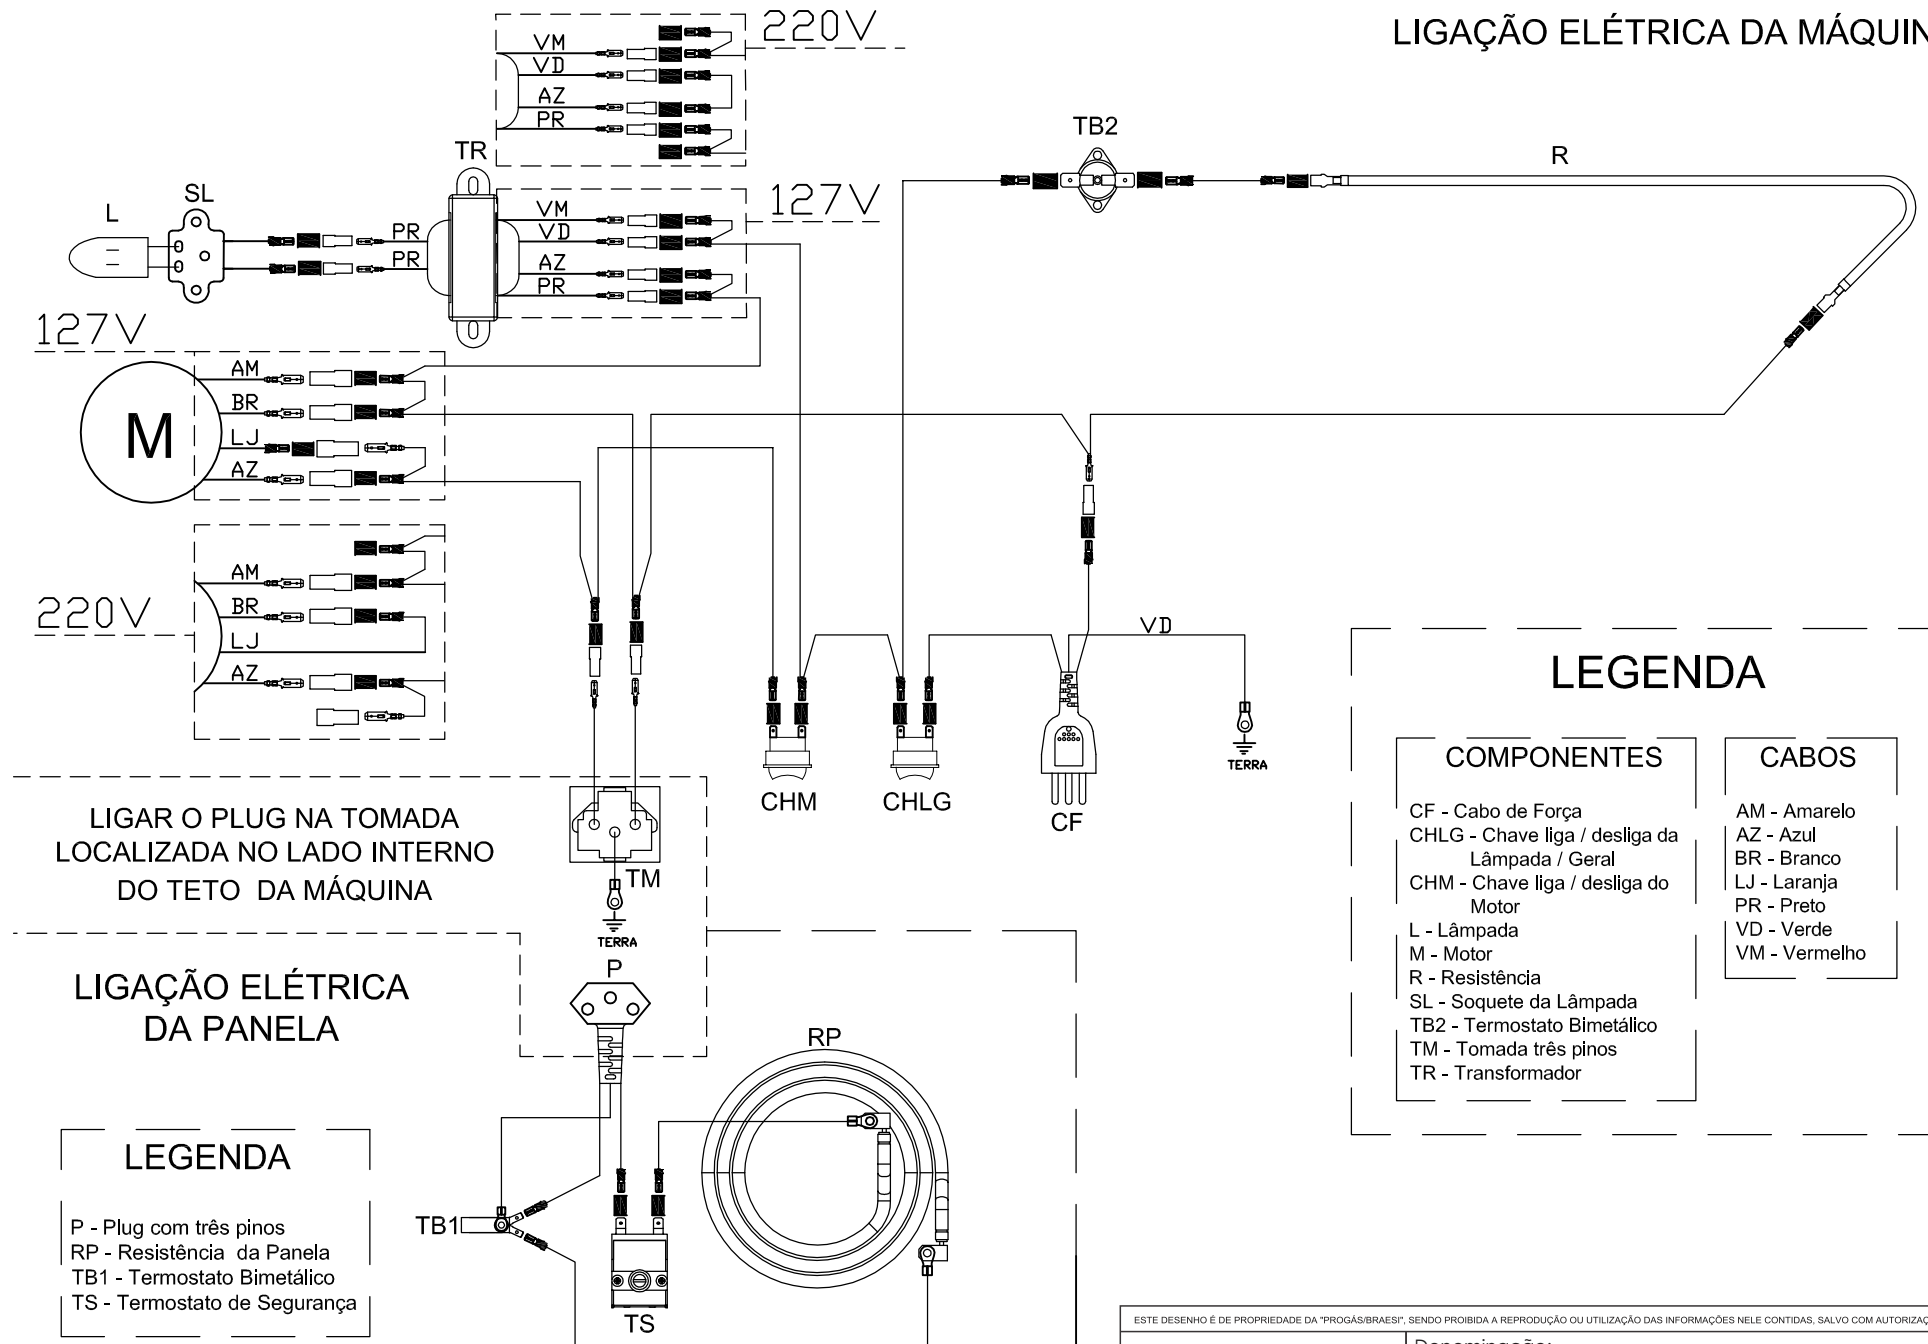 220V
LIGAÇÃO ELÉTRICA DA MÁQUIN
VM
VD
AZ
PR
TB2
R
TR
127V
SL
L
VM
VD
AZ
PR
PR
PR
127V
AM
BR
LJ
AZ
M
220V
AM
BR
LJ
AZ
VD
TERRA
CHM
CHLG
CF
LEGENDA
COMPONENTES
CF - Cabo de Força
CHLG - Chave liga / desliga da
Lâmpada / Geral
CHM - Chave liga / desliga do
Motor
L - Lâmpada
M - Motor
R - Resistência
SL - Soquete da Lâmpada
TB2 - Termostato Bimetálico
TM - Tomada três pinos
TR - Transformador
CABOS
AM - Amarelo
AZ - Azul
BR - Branco
LJ - Laranja
PR - Preto
VD - Verde
VM - Vermelho
LIGAR O PLUG NA TOMADA
LOCALIZADA NO LADO INTERNO
DO TETO DA MÁQUINA
TM
TERRA
LIGAÇÃO ELÉTRICA
DA PANELA
P
RP
LEGENDA
P - Plug com três pinos
RP - Resistência da Panela
TB1 - Termostato Bimetálico
TS - Termostato de Segurança
TB1
TS
ESTE DESENHO É DE PROPRIEDADE DA "PROGÁS/BRAESI", SENDO PROIBIDA A REPRODUÇÃO OU UTILIZAÇÃO DAS INFORMAÇÕES NELE CONTIDAS, SALVO COM AUTORIZAÇ